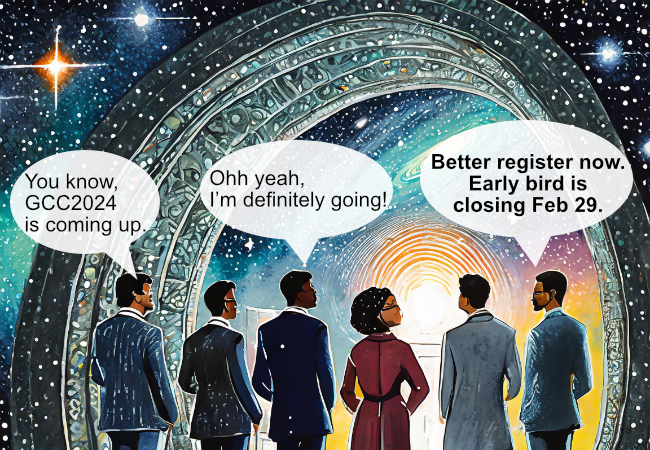 You know,
GCC2024
is coming up.
Ohh yeah,
I'm definitely going!
Better register now.
Early bird is
closing Feb 29.